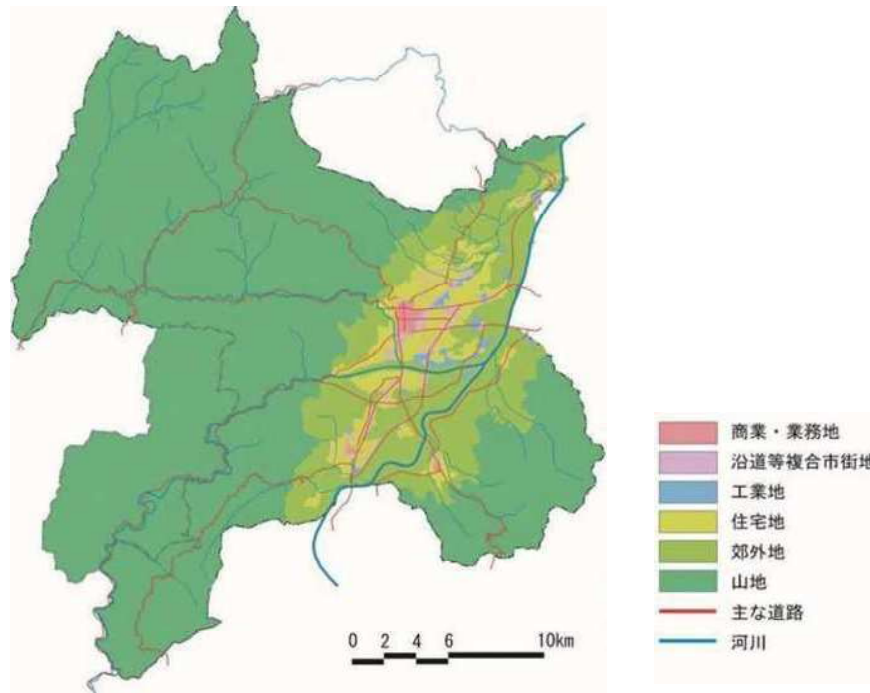 商業・業務地
沿道等複合市街地
工業地
住宅地
郊外地
山地
主な道路
河川
0 2 4 6 10km